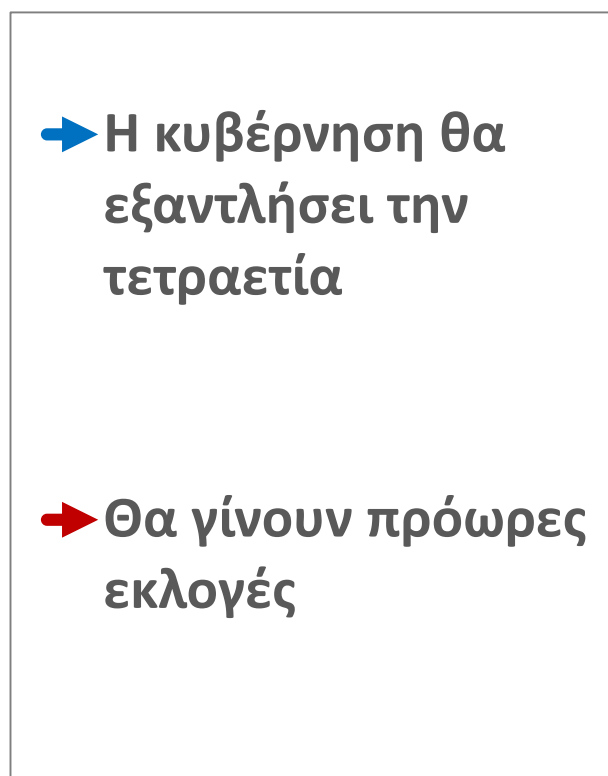 Η κυβέρνηση θα
εξαντλήσει την
τετραετία
Θα γίνουν πρόωρες
εκλογές